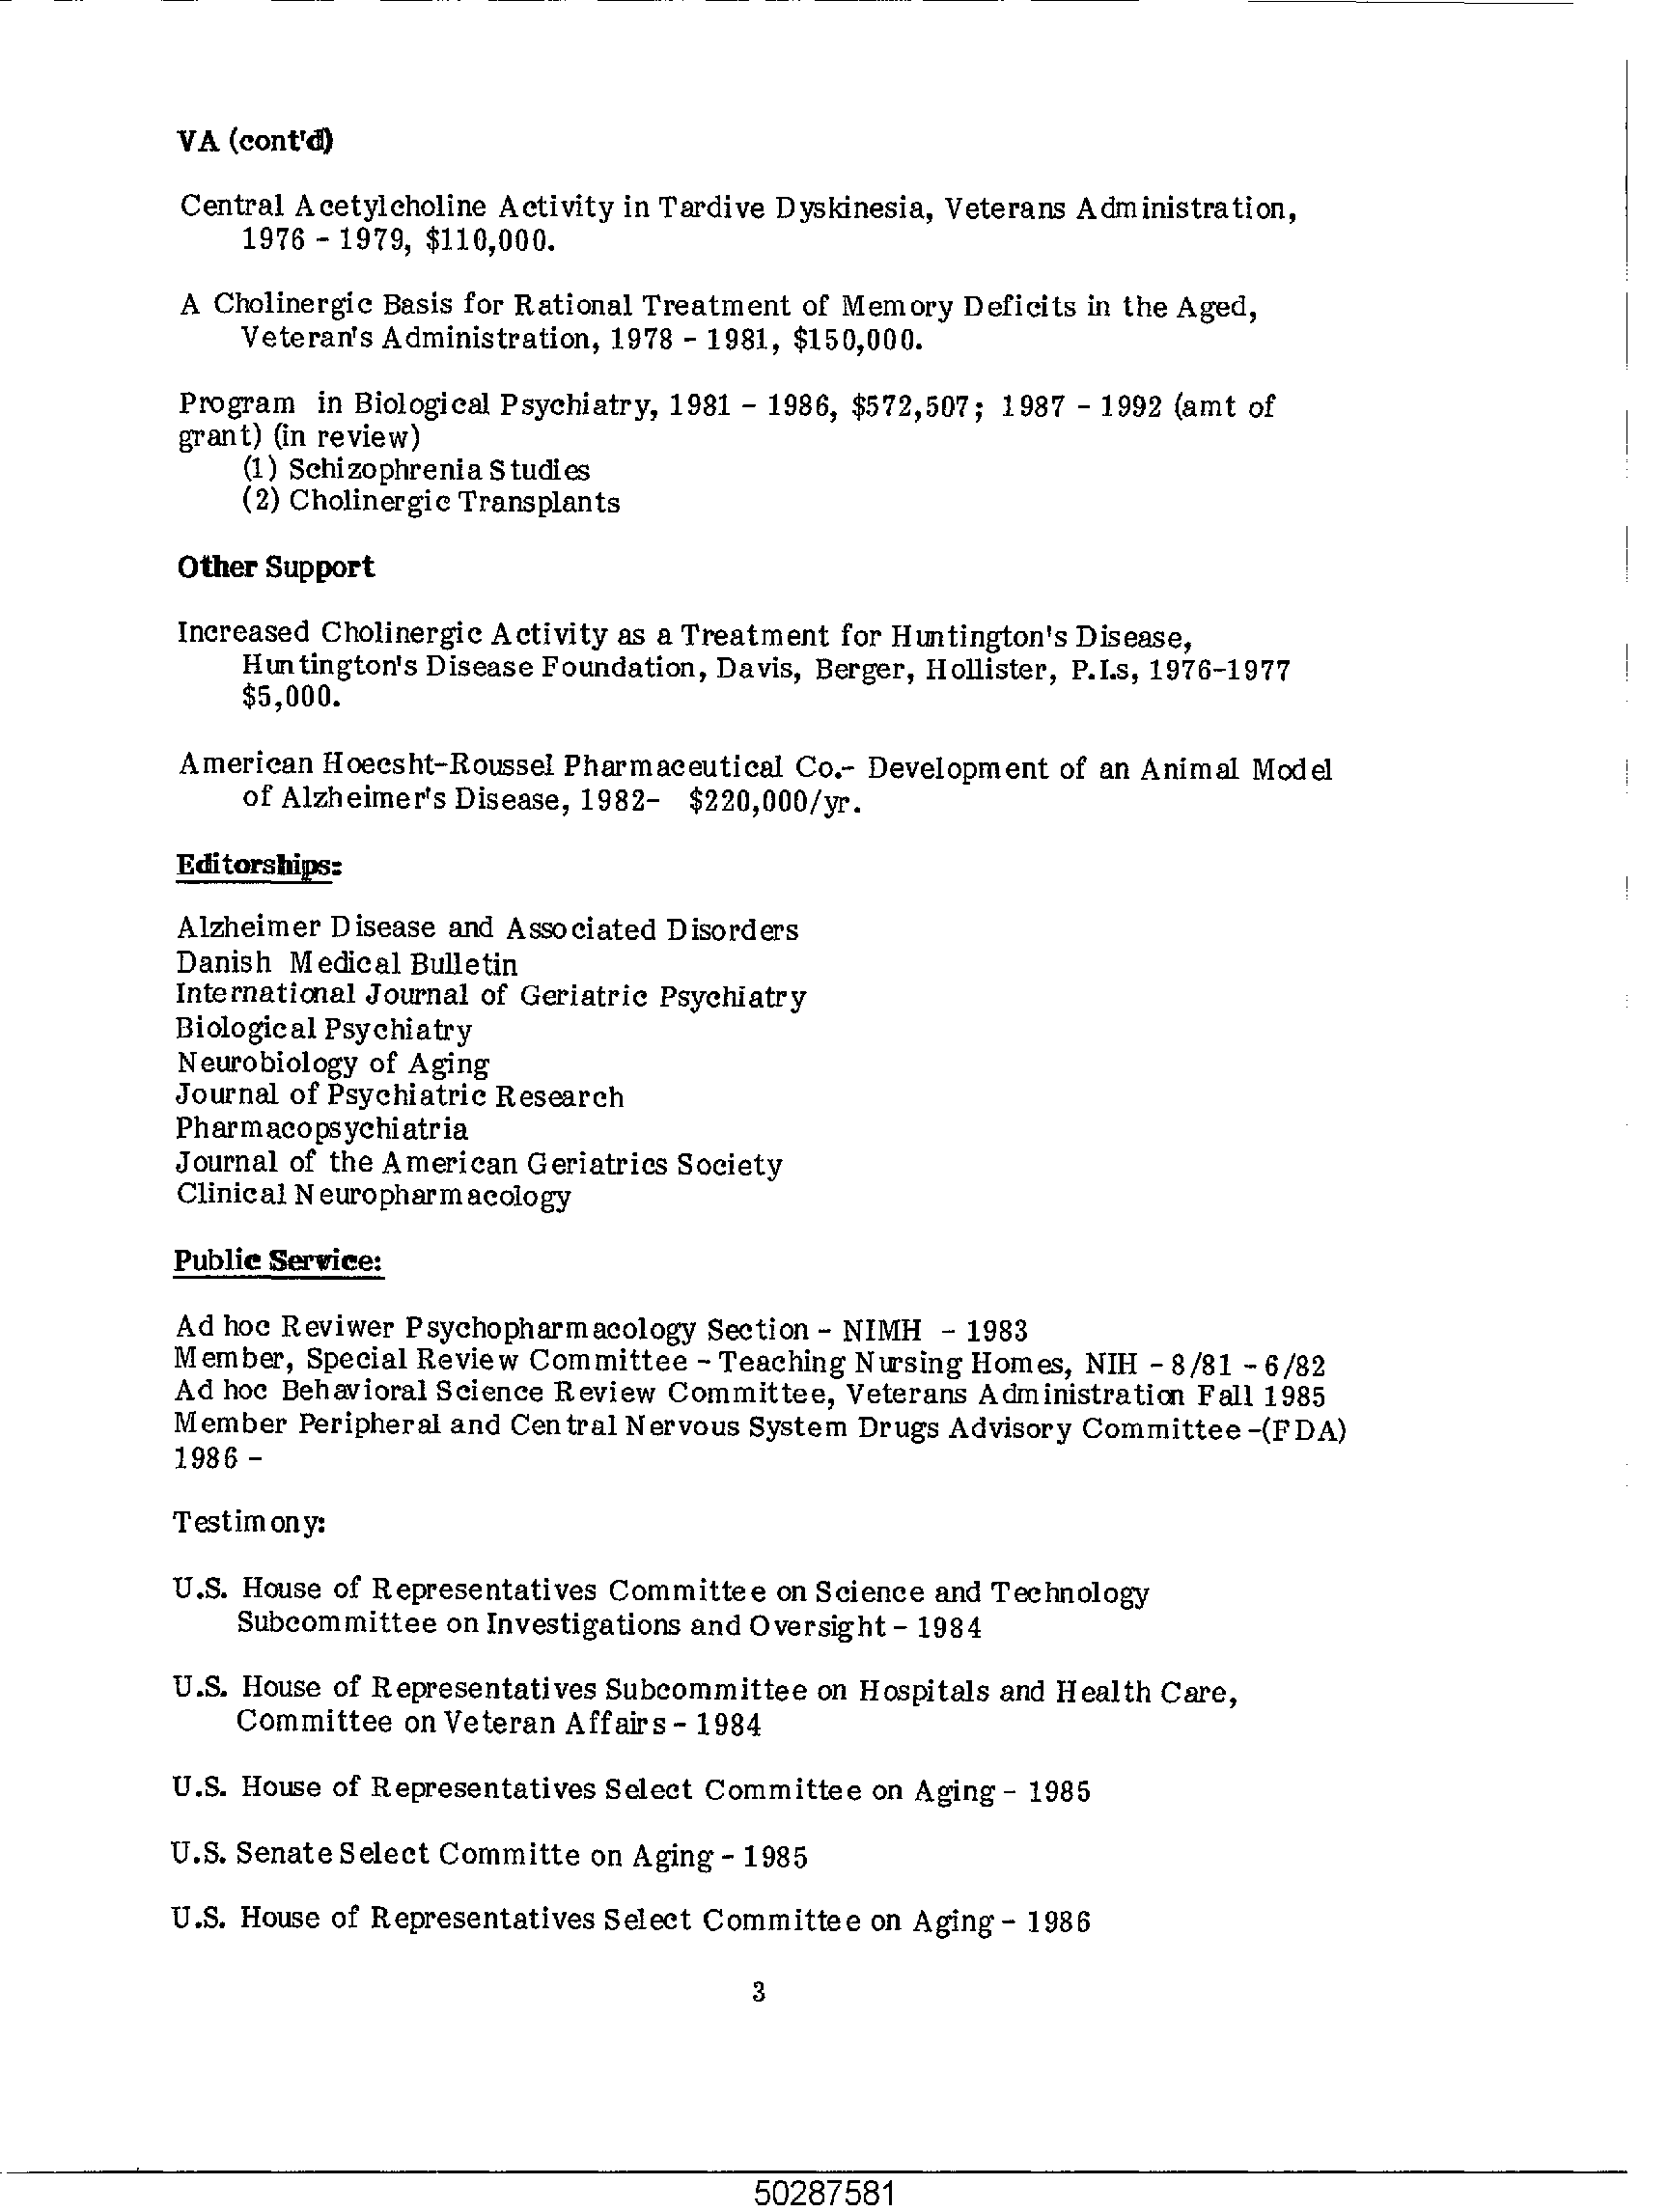 VA (cont'd)
Central Acetylcholine Activity in Tardive Dyskinesia, Veterans Administration,
1976 - 1979, $110,000.
A Cholinergic Basis for Rational Treatment of Memory Deficits in the Aged,
Veteran's Administration, 1978 - 1981, $150,000.
Program in Biological Psychiatry, 1981 - 1986, $572,507; 1987 - 1992 (amt of
grant) (in review)
(1) Schizophrenia Studies
(2) Cholinergic Transplants
Other Support
Increased Cholinergic Activity as a Treatment for Huntington's Disease,
Huntington's Disease Foundation, Davis, Berger, Hollister, P.I.s, 1976-1977
$5,000.
American Hoecsht-Roussel Pharmaceutical Co.- Development of an Animal Model
of Alzheimer's Disease, 1982- $220,000/yr.
Editorships:
Alzheimer Disease and Associated Disorders
Danish Medical Bulletin
International Journal of Geriatric Psychiatry
Biological Psychiatry
Neurobiology of Aging
Journal of Psychiatric Research
Pharmacopsychiatria
Journal of the American Geriatrics Society
Clinical Neuropharmacology
Public Service:
Ad hoc Reviwer Psychopharmacology Section - NIMH - 1983
Member, Special Review Committee - Teaching Nursing Homes, NIH - 8/81 - 6/82
Ad hoc Behavioral Science Review Committee, Veterans Administration Fall 1985
Member Peripheral and Central Nervous System Drugs Advisory Committee -(FDA)
1986 -
Testimony:
U.S. House of Representatives Committee on Science and Technology
Subcommittee on Investigations and Oversight - 1984
U.S. House of Representatives Subcommittee on Hospitals and Health Care,
Committee on Veteran Affairs - 1984
U.S. House of Representatives Select Committee on Aging - 1985
U.S. Senate Select Committe on Aging - 1985
U.S. House of Representatives Select Committee on Aging - 1986
3
50287581